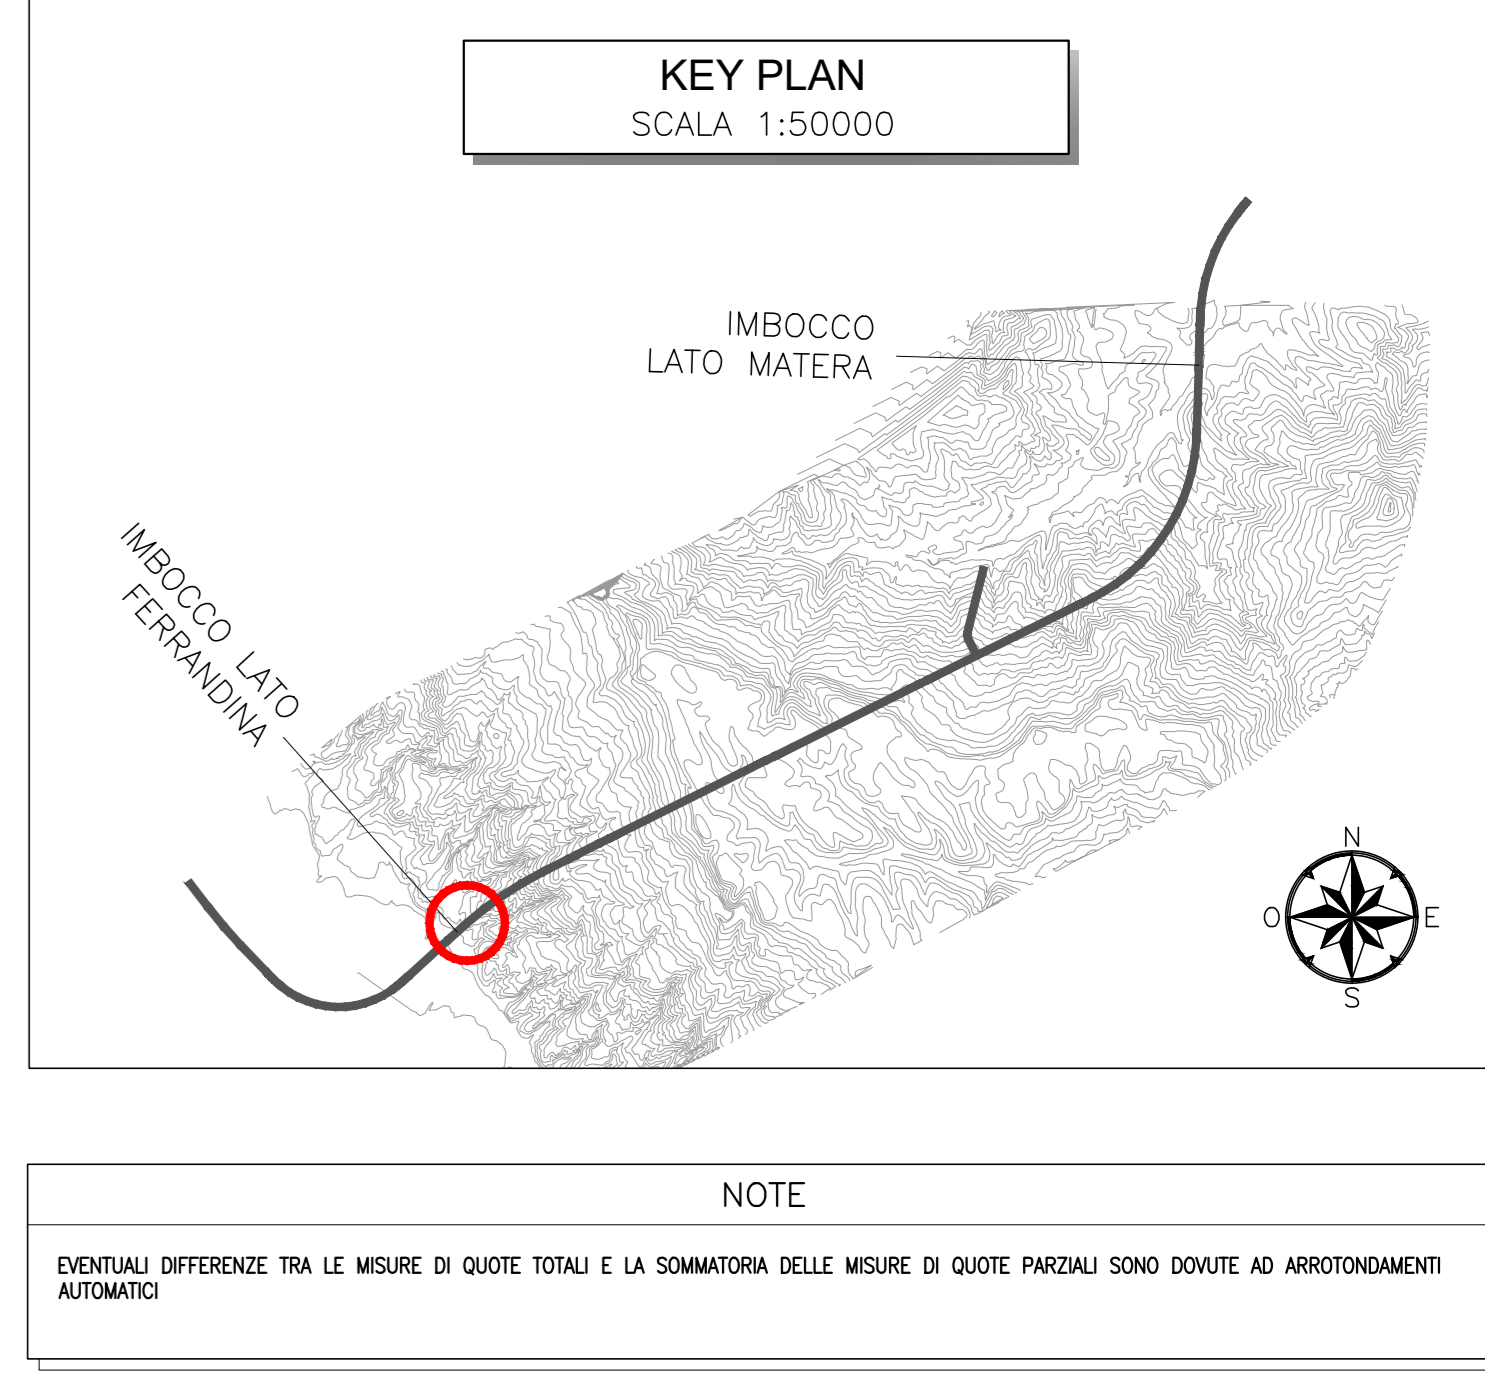 KEY PLAN
SCALA 1:50000
IMBOCCO
LATO MATERA
IMBOCCO LATO
FERRANDINA
N
O
E
S
NOTE
EVENTUALI DIFFERENZE TRA LE MISURE DI QUOTE TOTALI E LA SOMMATORIA DELLE MISURE DI QUOTE PARZIALI SONO DOVUTE AD ARROTONDAMENTI
AUTOMATICI